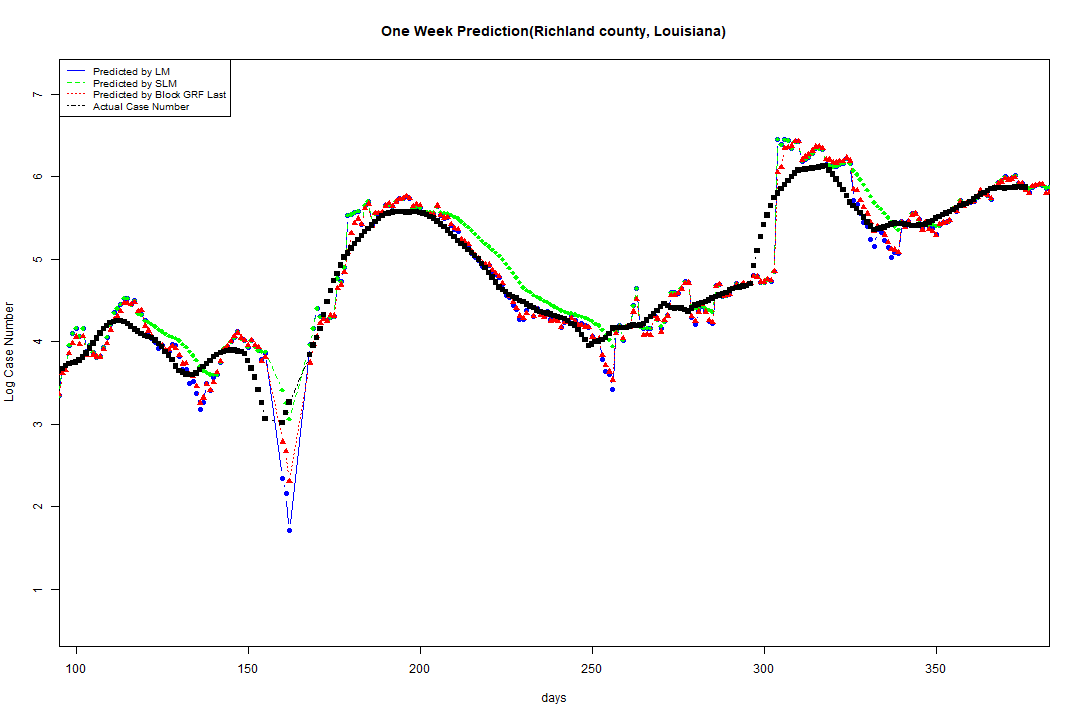 One Week Prediction(Richland county, Louisiana)
Predicted by LM
Predicted by SLM
Predicted by Block GRF Last
Actual Case Number
7
6
5
4
3
2
1
Log Case Number
100 150 200 250 300 350
days